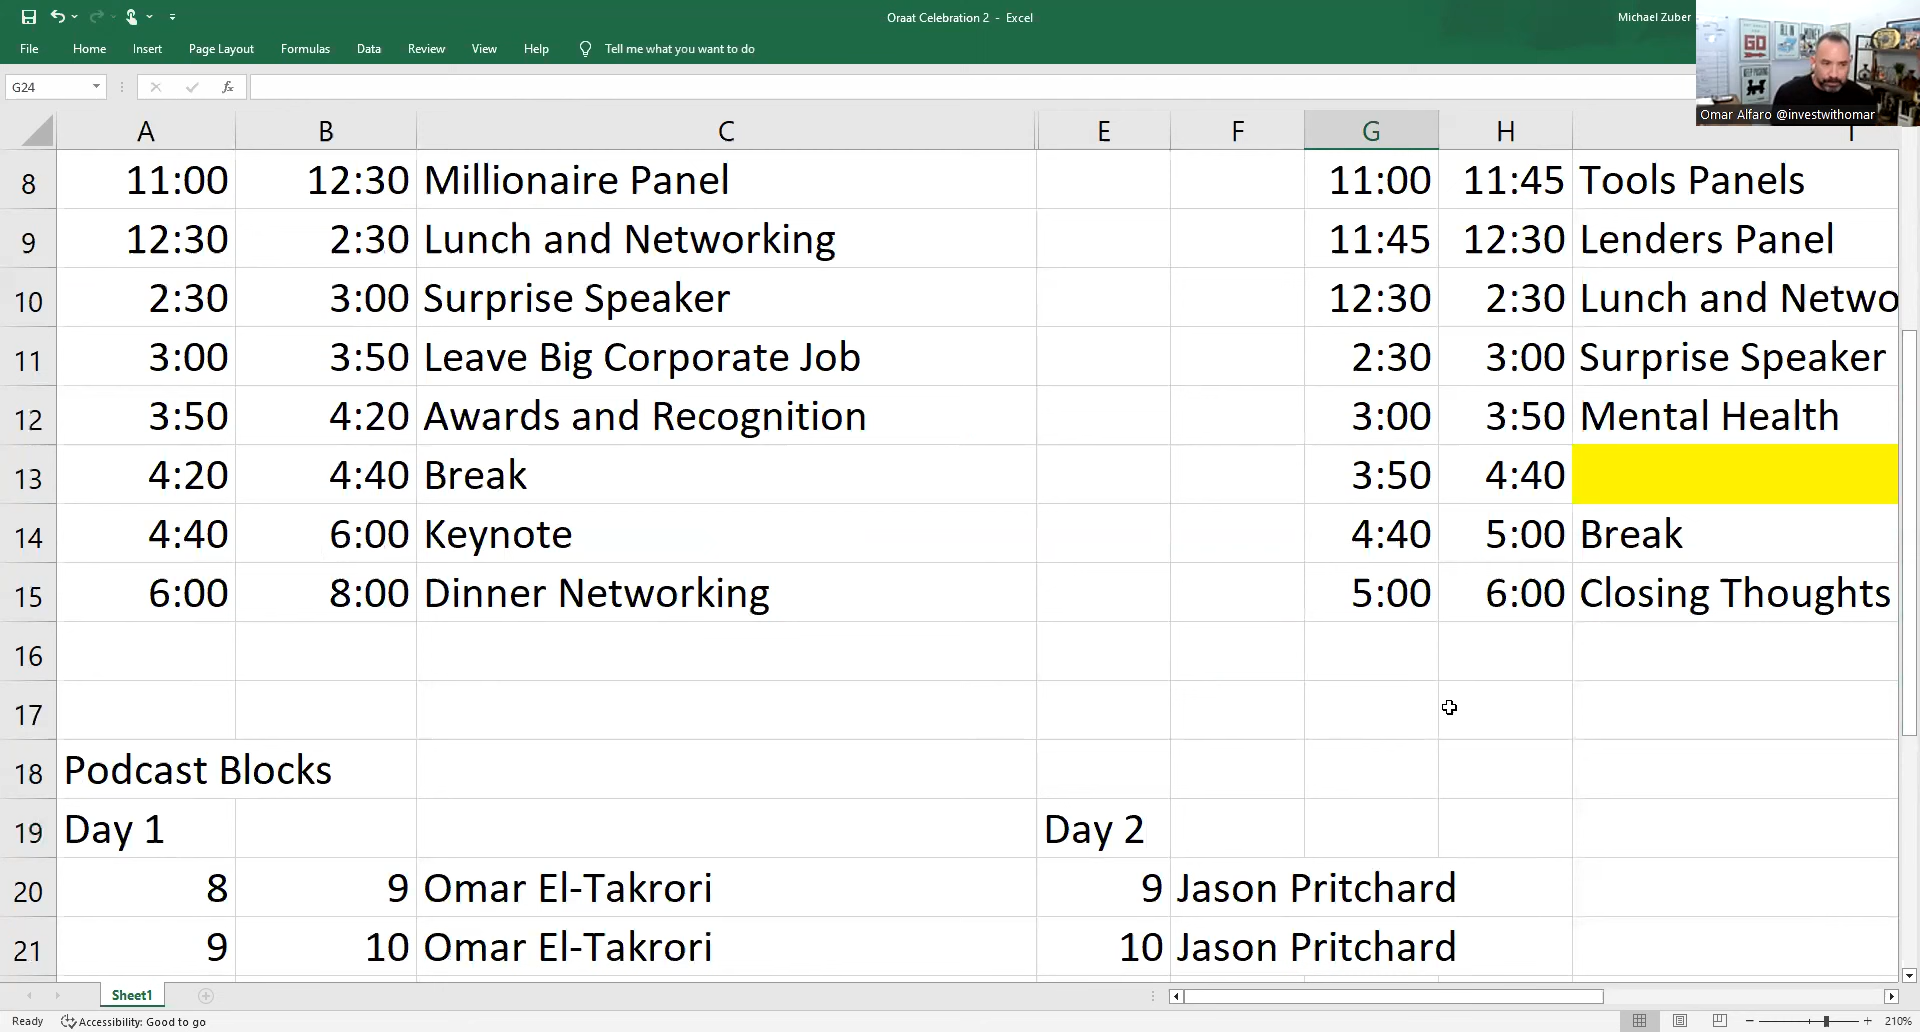 Oraat Celebration 2 - Excel
Michael Zuber
File Home Insert Page Layout Formulas Data Review View Help Tell me what you want to do
G24 fx
Omar Alfaro @investwithomar
A B C E F G H I
8 11:00 12:30 Millionaire Panel 11:00 11:45 Tools Panels
9 12:30 2:30 Lunch and Networking 11:45 12:30 Lenders Panel
10 2:30 3:00 Surprise Speaker 12:30 2:30 Lunch and Netwo
11 3:00 3:50 Leave Big Corporate Job 2:30 3:00 Surprise Speaker
12 3:50 4:20 Awards and Recognition 3:00 3:50 Mental Health
13 4:20 4:40 Break 3:50 4:40
14 4:40 6:00 Keynote 4:40 5:00 Break
15 6:00 8:00 Dinner Networking 5:00 6:00 Closing Thoughts
16
17
18 Podcast Blocks
19 Day 1 Day 2
20 8 9 Omar El-Takrori 9 Jason Pritchard
21 9 10 Omar El-Takrori 10 Jason Pritchard
Sheet1
Ready Accessibility: Good to go 210%